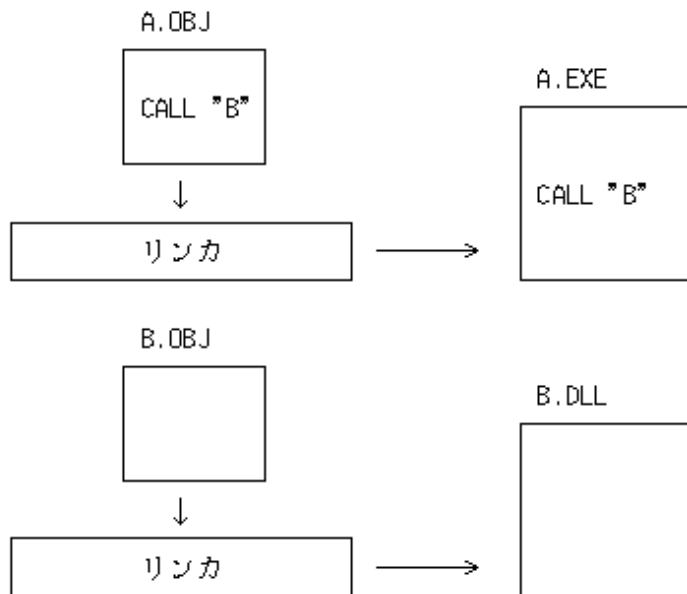 A.OBJ
CALL "B"
A.EXE
CALL "B"
リンカ
B.OBJ
B.DLL
リンカ